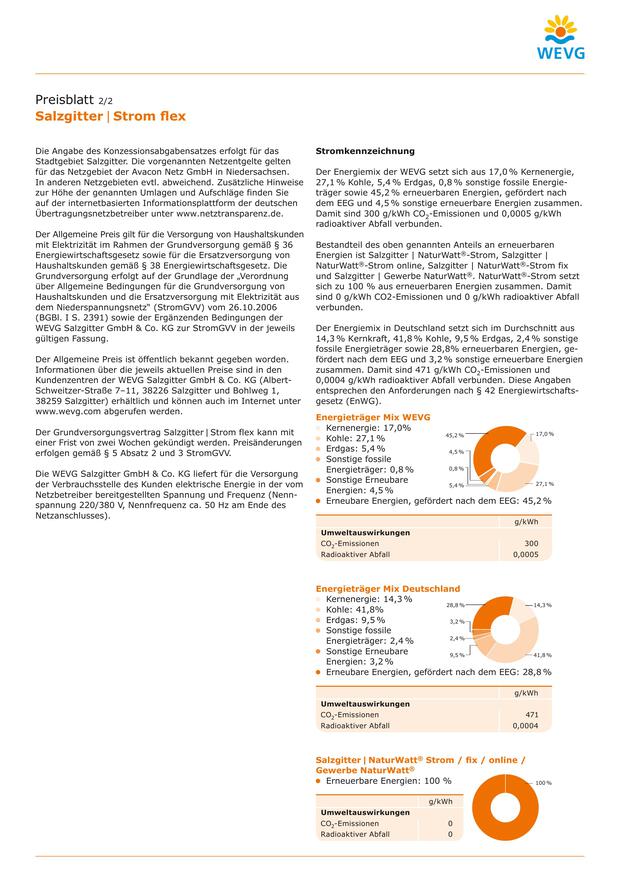 WEVG
Preisblatt 2/2
Salzgitter | Strom flex
Die Angabe des Konzessionsabgabensatzes erfolgt für das
Stadtgebiet Salzgitter. Die vorgenannten Netzentgelte gelten
für das Netzgebiet der Avacon Netz GmbH in Niedersachsen.
In anderen Netzgebieten evtl. abweichend. Zusätzliche Hinweise
zur Höhe der genannten Umlagen und Aufschläge finden Sie
auf der internetbasierten Informationsplattform der deutschen
Übertragungsnetzbetreiber unter www.netztransparenz.de.
Der Allgemeine Preis gilt für die Versorgung von Haushaltskunden
mit Elektrizität im Rahmen der Grundversorgung gemäß § 36
Energiewirtschaftsgesetz sowie für die Ersatzversorgung von
Haushaltskunden gemäß § 38 Energiewirtschaftsgesetz. Die
Grundversorgung erfolgt auf der Grundlage der „Verordnung
über Allgemeine Bedingungen für die Grundversorgung von
Haushaltskunden und die Ersatzversorgung mit Elektrizität aus
dem Niederspannungsnetz“ (StromGVV) vom 26.10.2006
(BGBl. I S. 2391) sowie der Ergänzenden Bedingungen der
WEVG Salzgitter GmbH & Co. KG zur StromGVV in der jeweils
gültigen Fassung.
Der Allgemeine Preis ist öffentlich bekannt gegeben worden.
Informationen über die jeweils aktuellen Preise sind in den
Kundenzentren der WEVG Salzgitter GmbH & Co. KG (Albert-
Schweitzer-Straße 7–11, 38226 Salzgitter und Bohlweg 1,
38259 Salzgitter) erhältlich und können auch im Internet unter
www.wevg.com abgerufen werden.
Der Grundversorgungsvertrag Salzgitter | Strom flex kann mit
einer Frist von zwei Wochen gekündigt werden. Preisänderungen
erfolgen gemäß § 5 Absatz 2 und 3 StromGVV.
Die WEVG Salzgitter GmbH & Co. KG liefert für die Versorgung
der Verbrauchsstelle des Kunden elektrische Energie in der vom
Netzbetreiber bereitgestellten Spannung und Frequenz (Nenn-
spannung 220/380 V, Nennfrequenz ca. 50 Hz am Ende des
Netzanschlusses).
Stromkennzeichnung
Der Energiemix der WEVG setzt sich aus 17,0 % Kernenergie,
27,1 % Kohle, 5,4 % Erdgas, 0,8 % sonstige fossile Energie-
träger sowie 45,2 % erneuerbaren Energien, gefördert nach
dem EEG und 4,5 % sonstige erneuerbare Energien zusammen.
Damit sind 300 g/kWh CO2-Emissionen und 0,0005 g/kWh
radioaktiver Abfall verbunden.
Bestandteil des oben genannten Anteils an erneuerbaren
Energien ist Salzgitter | NaturWatt®-Strom, Salzgitter |
NaturWatt®-Strom online, Salzgitter | NaturWatt®-Strom fix
und Salzgitter | Gewerbe NaturWatt®. NaturWatt®-Strom setzt
sich zu 100 % aus erneuerbaren Energien zusammen. Damit
sind 0 g/kWh CO2-Emissionen und 0 g/kWh radioaktiver Abfall
verbunden.
Der Energiemix in Deutschland setzt sich im Durchschnitt aus
14,3 % Kernkraft, 41,8 % Kohle, 9,5 % Erdgas, 2,4 % sonstige
fossile Energieträger sowie 28,8% erneuerbaren Energien, ge-
fördert nach dem EEG und 3,2 % sonstige erneuerbare Energien
zusammen. Damit sind 471 g/kWh CO2-Emissionen und
0,0004 g/kWh radioaktiver Abfall verbunden. Diese Angaben
entsprechen den Anforderungen nach § 42 Energiewirtschafts-
gesetz (EnWG).
Energieträger Mix WEVG
Kernenergie: 17,0%
Kohle: 27,1 %
Erdgas: 5,4 %
Sonstige fossile
Energieträger: 0,8 %
Sonstige Erneubare
Energien: 4,5 %
Erneubare Energien, gefördert nach dem EEG: 45,2 %
45,2 %
17,0 %
4,5 %
0,8 %
5,4 %
27,1 %
g/kWh
Umweltauswirkungen
CO2-Emissionen 300
Radioaktiver Abfall 0,0005
Energieträger Mix Deutschland
Kernenergie: 14,3 %
Kohle: 41,8%
Erdgas: 9,5 %
Sonstige fossile
Energieträger: 2,4 %
Sonstige Erneubare
Energien: 3,2 %
Erneubare Energien, gefördert nach dem EEG: 28,8 %
28,8 %
14,3 %
3,2 %
2,4 %
9,5 %
41,8 %
g/kWh
Umweltauswirkungen
CO2-Emissionen 471
Radioaktiver Abfall 0,0004
Salzgitter | NaturWatt® Strom / fix / online /
Gewerbe NaturWatt®
Erneuerbare Energien: 100 %
100 %
g/kWh
Umweltauswirkungen
CO2-Emissionen 0
Radioaktiver Abfall 0